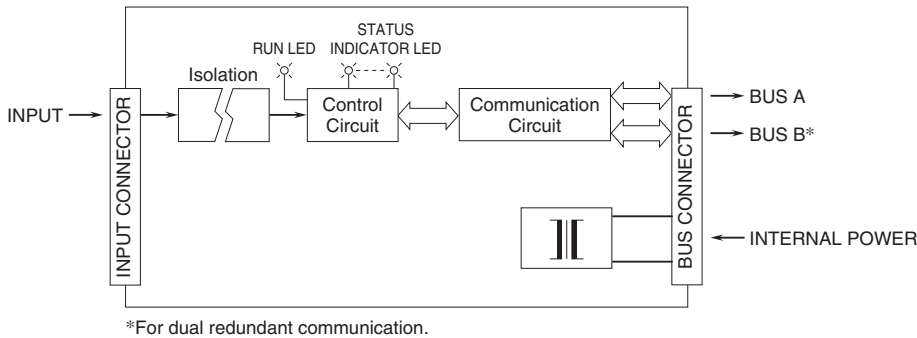 STATUS
INDICATOR LED
RUN LED
Isolation
INPUT
INPUT CONNECTOR
Control
Circuit
Communication
Circuit
BUS CONNECTOR
BUS A
BUS B*
INTERNAL POWER
*For dual redundant communication.